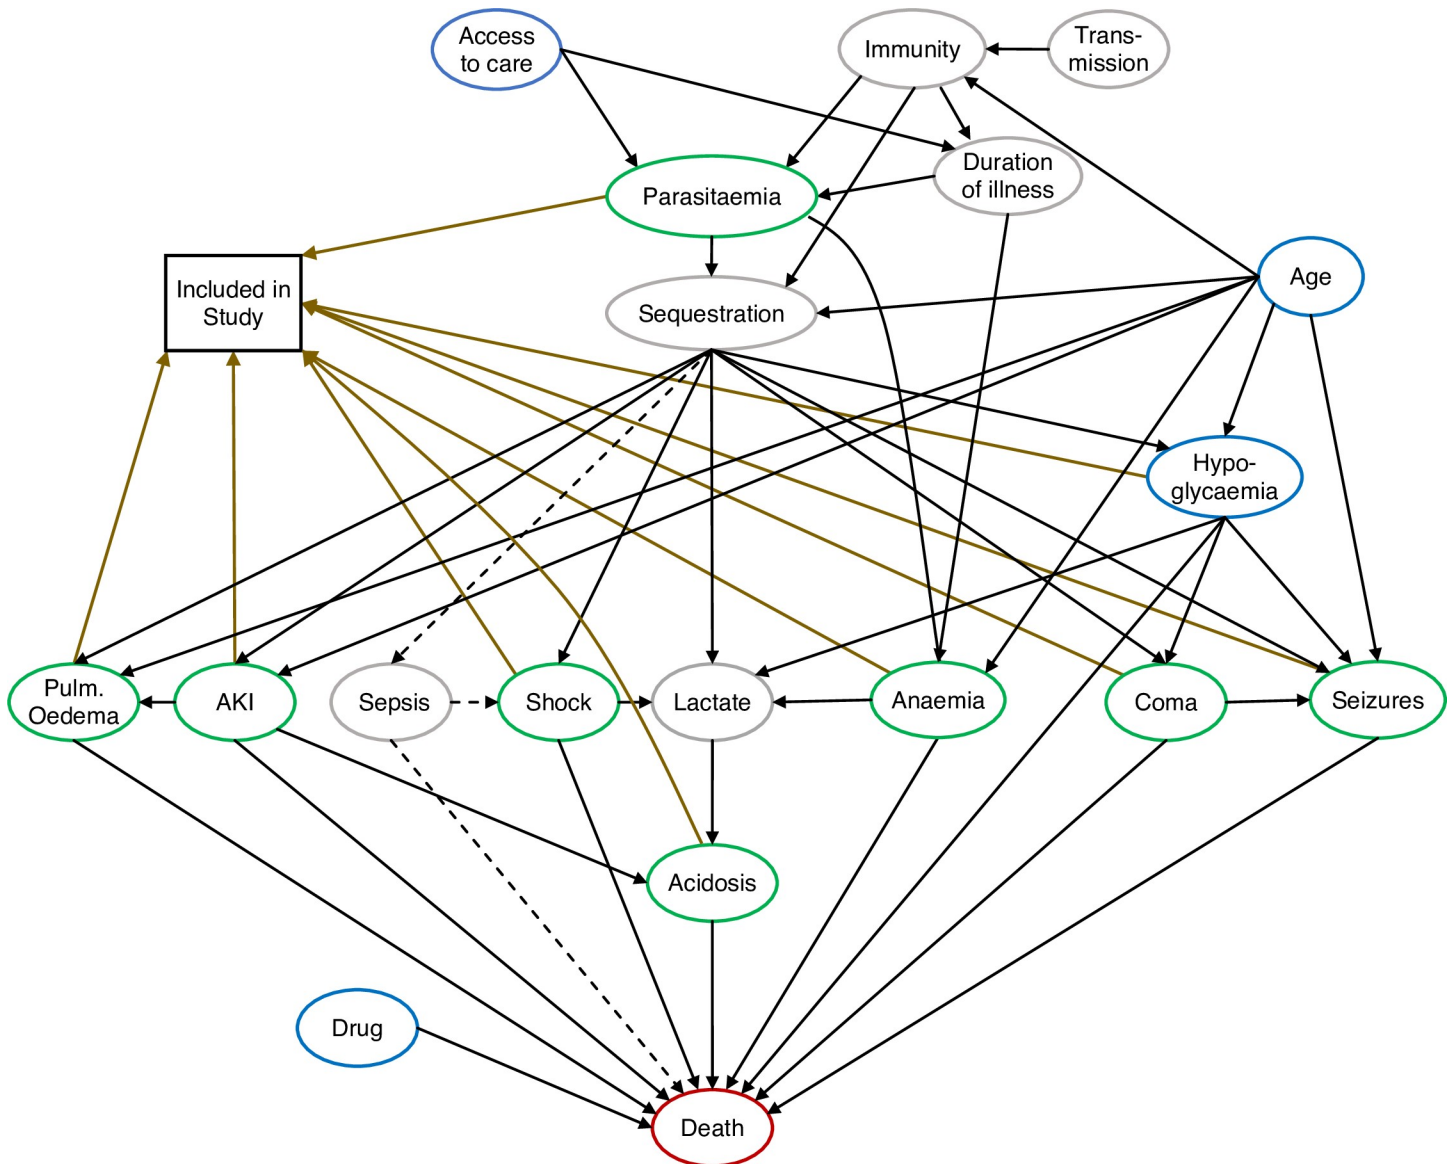 Access
to care
Immunity
Trans-
mission
Duration
of illness
Parasitaemia
Age
Included in
Study
Sequestration
Hypo-
glycaemia
Pulm.
Oedema
AKI
Sepsis
Shock
Lactate
Anaemia
Coma
Seizures
Acidosis
Drug
Death